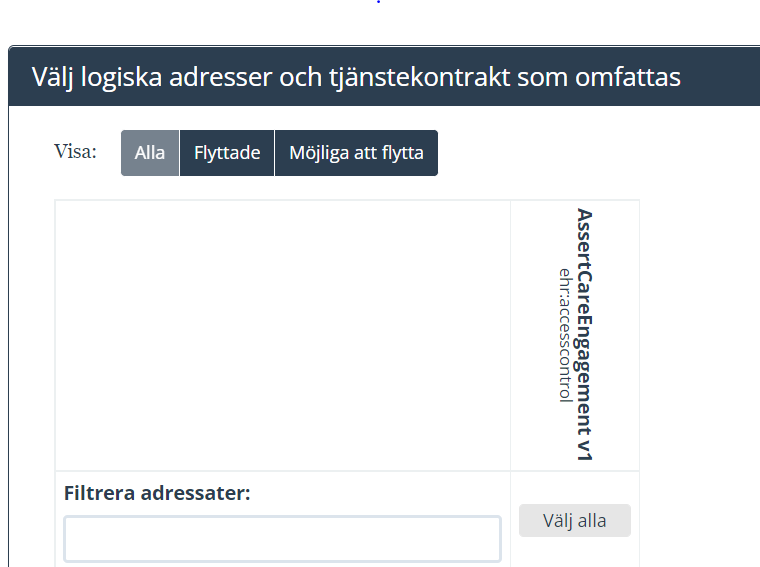 Välj logiska adresser och tjänstekontrakt som omfattas
Visa:
Alla
Flyttade
Möjliga att flytta
AssertCareEngagement v1
ehr:accesscontrol
Filtrera adressater:
Välj alla